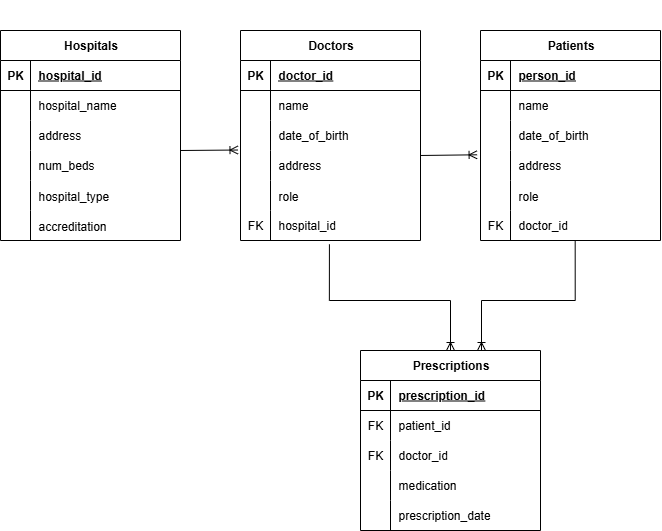 Hospitals
PK hospital_id
hospital_name
address
num_beds
hospital_type
accreditation
Doctors
PK doctor_id
name
date_of_birth
address
role
FK hospital_id
Patients
PK person_id
name
date_of_birth
address
role
FK doctor_id
Prescriptions
PK prescription_id
FK patient_id
FK doctor_id
medication
prescription_date